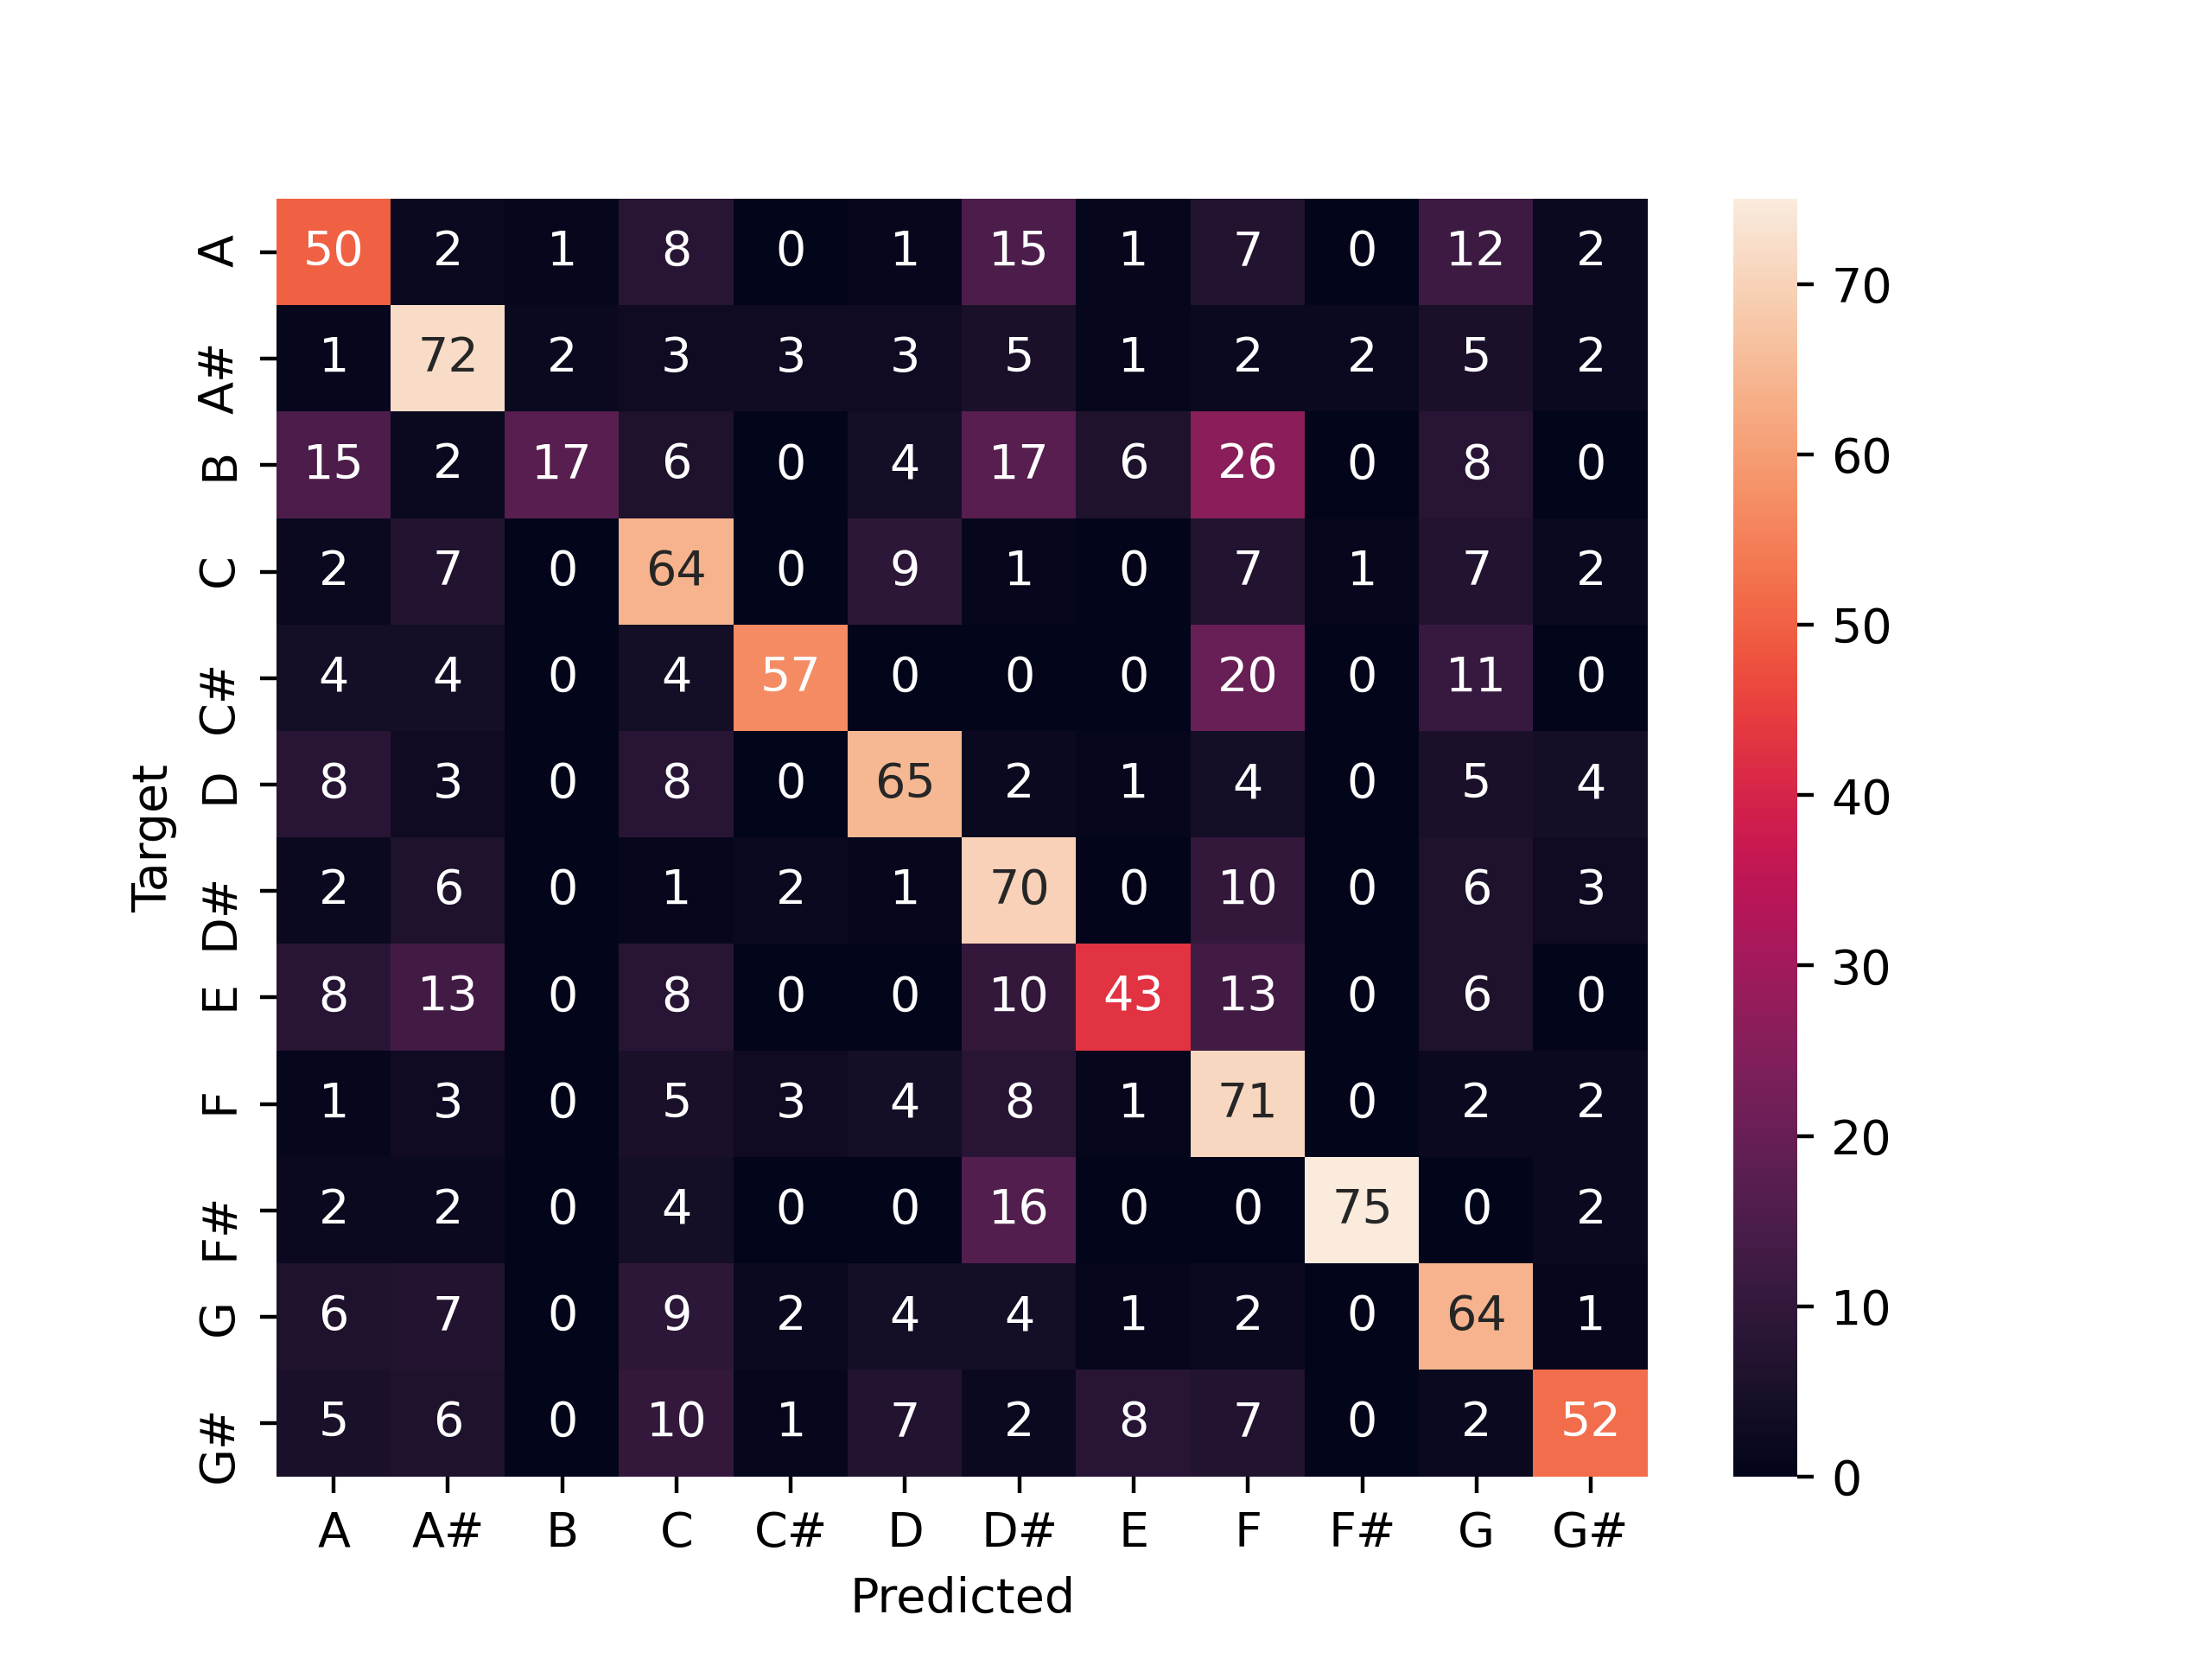 A 50 2 1 8 0 1 15 1 7 0 12 2
A# 1 72 2 3 3 3 5 1 2 2 5 2
B 15 2 17 6 0 4 17 6 26 0 8 0
C 2 7 0 64 0 9 1 0 7 1 7 2
C# 4 4 0 4 57 0 0 0 20 0 11 0
D 8 3 0 8 0 65 2 1 4 0 5 4
D# 2 6 0 1 2 1 70 0 10 0 6 3
E 8 13 0 8 0 0 10 43 13 0 6 0
F 1 3 0 5 3 4 8 1 71 0 2 2
F# 2 2 0 4 0 0 16 0 0 75 0 2
G 6 7 0 9 2 4 4 1 2 0 64 1
G# 5 6 0 10 1 7 2 8 7 0 2 52
A A# B C C# D D# E F F# G G#
Predicted
Target
70
60
50
40
30
20
10
0